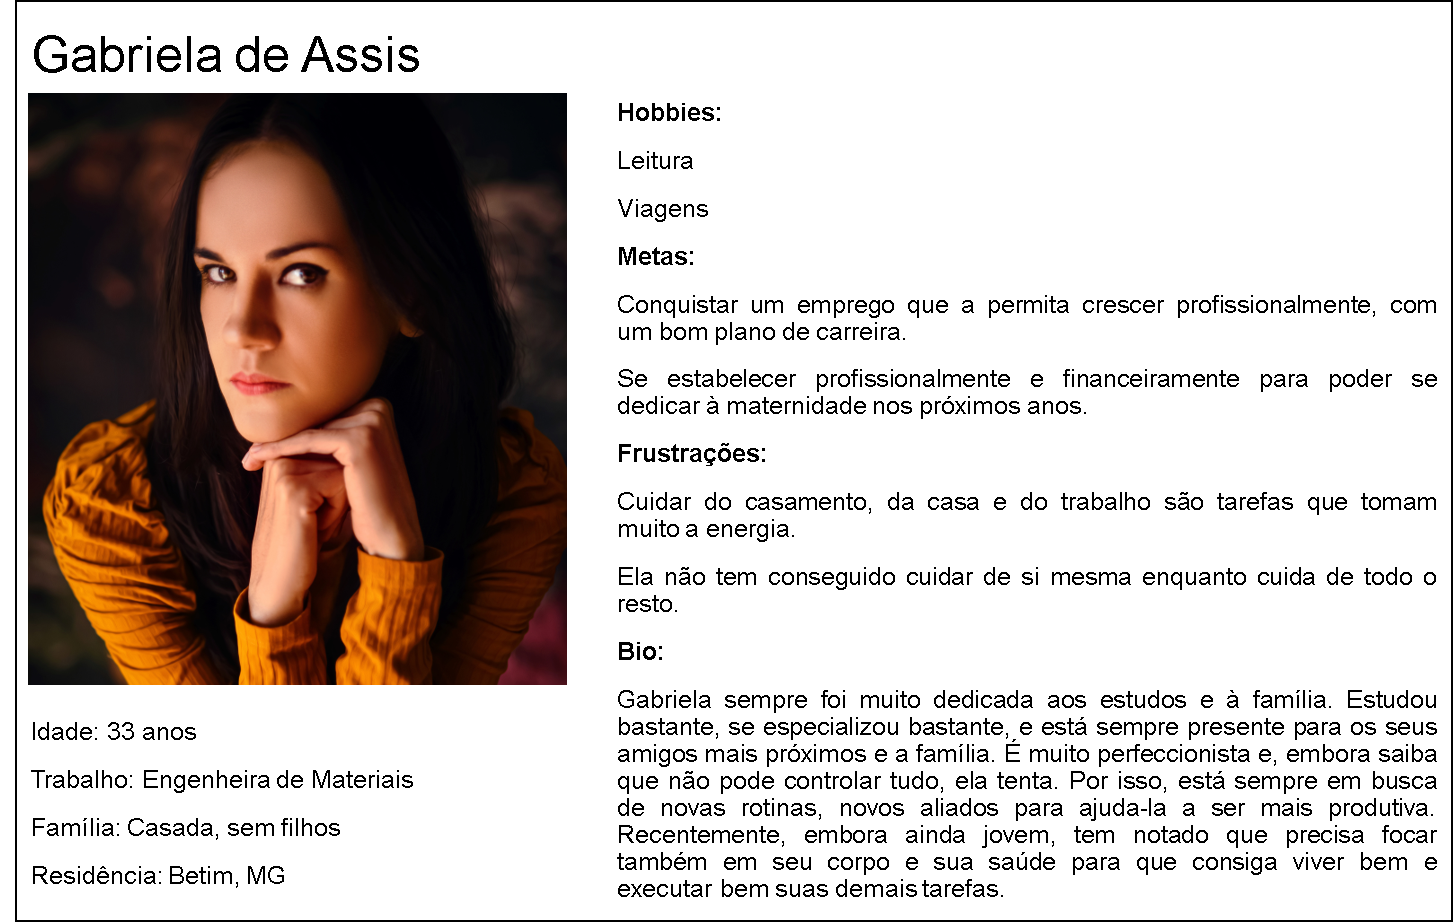 Gabriela de Assis
Idade: 33 anos
Trabalho: Engenheira de Materiais
Família: Casada, sem filhos
Residência: Betim, MG
Hobbies:
Leitura
Viagens
Metas:
Conquistar um emprego que a permita crescer profissionalmente, com
um bom plano de carreira.
Se estabelecer profissionalmente e financeiramente para poder se
dedicar à maternidade nos próximos anos.
Frustrações:
Cuidar do casamento, da casa e do trabalho são tarefas que tomam
muito a energia.
Ela não tem conseguido cuidar de si mesma enquanto cuida de todo o
resto.
Bio:
Gabriela sempre foi muito dedicada aos estudos e à família. Estudou
bastante, se especializou bastante, e está sempre presente para os seus
amigos mais próximos e a família. É muito perfeccionista e, embora saiba
que não pode controlar tudo, ela tenta. Por isso, está sempre em busca
de novas rotinas, novos aliados para ajuda-la a ser mais produtiva.
Recentemente, embora ainda jovem, tem notado que precisa focar
também em seu corpo e sua saúde para que consiga viver bem e
executar bem suas demais tarefas.